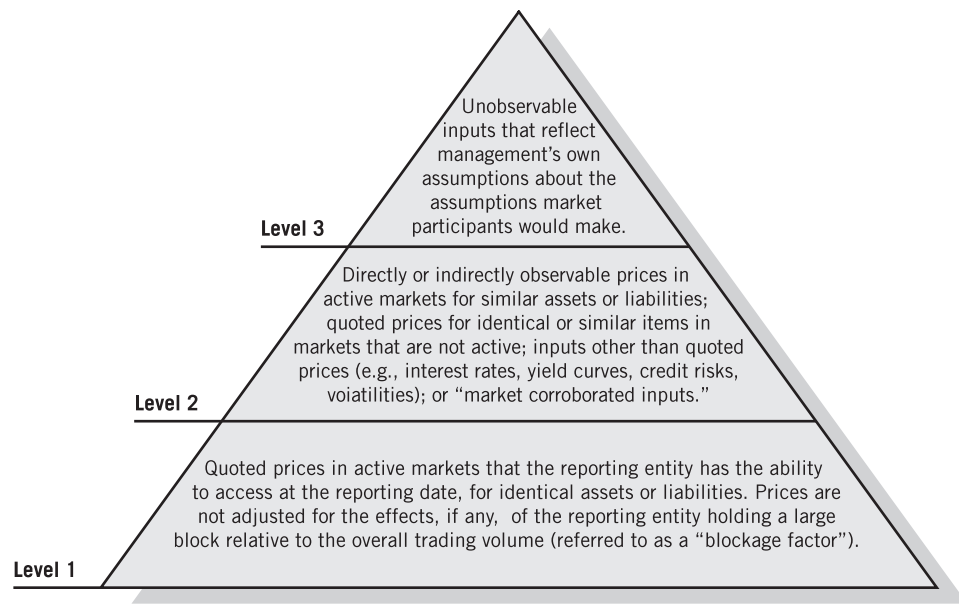 Unobservable
inputs that reflect
management’s own
assumptions about the
assumptions market
participants would make.
Level 3
Directly or indirectly observable prices in
active markets for similar assets or liabilities;
quoted prices for identical or similar items in
markets that are not active; inputs other than quoted
prices (e.g., interest rates, yield curves, credit risks,
voiatilities); or “market corroborated inputs.”
Level 2
Quoted prices in active markets that the reporting entity has the ability
to access at the reporting date, for identical assets or liabilities. Prices are
not adjusted for the effects, if any, of the reporting entity holding a large
block relative to the overall trading volume (referred to as a “blockage factor”).
Level 1